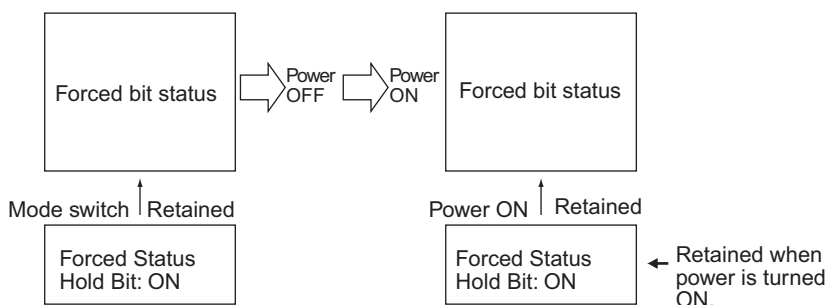 Forced bit status
Power
OFF
Power
ON
Forced bit status
Mode switch
Retained
Power ON
Retained
Forced Status
Hold Bit: ON
Forced Status
Hold Bit: ON
Retained when
power is turned
ON.